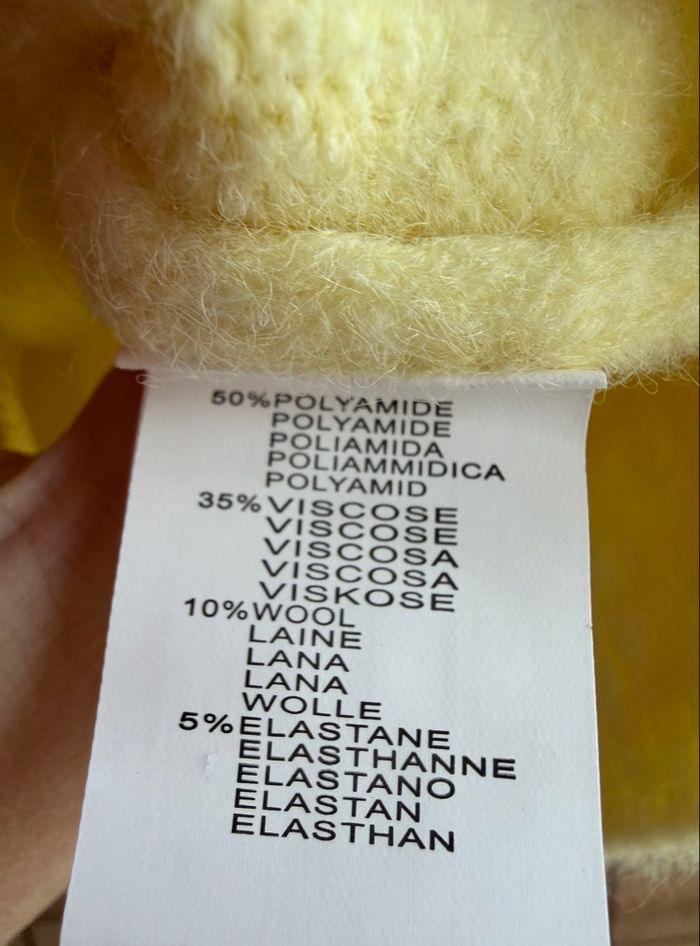 50%POLYAMIDE
POLYAMIDE
POLIAMIDA
POLIAMMIDICA
POLYAMID
35%VISCOSE
VISCOSE
VISCOSA
VISCOSA
VISKOSE
10%WOOL
LAINE
LANA
LANA
WOLLE
5%ELASTANE
ELASTHANNE
ELASTANO
ELASTAN
ELASTHAN